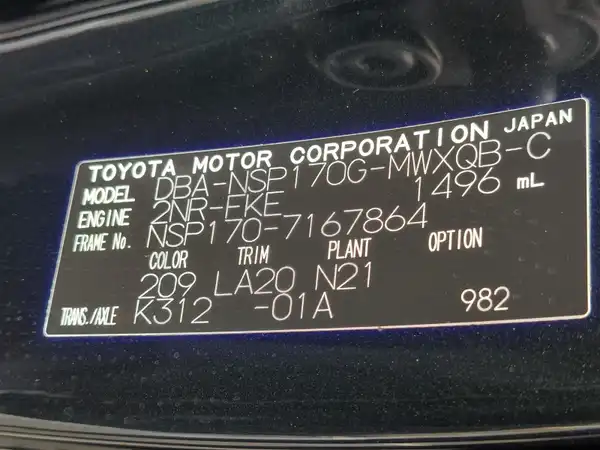 TOYOTA MOTOR CORPORATION JAPAN
MODEL DBA-NSP170G-MWXQB-C
ENGINE 2NR-FKE 1496 mL
FRAME No. NSP170-7167864
COLOR TRIM PLANT OPTION
209 LA20 N21
TRANS./AXLE K312 -01A 982